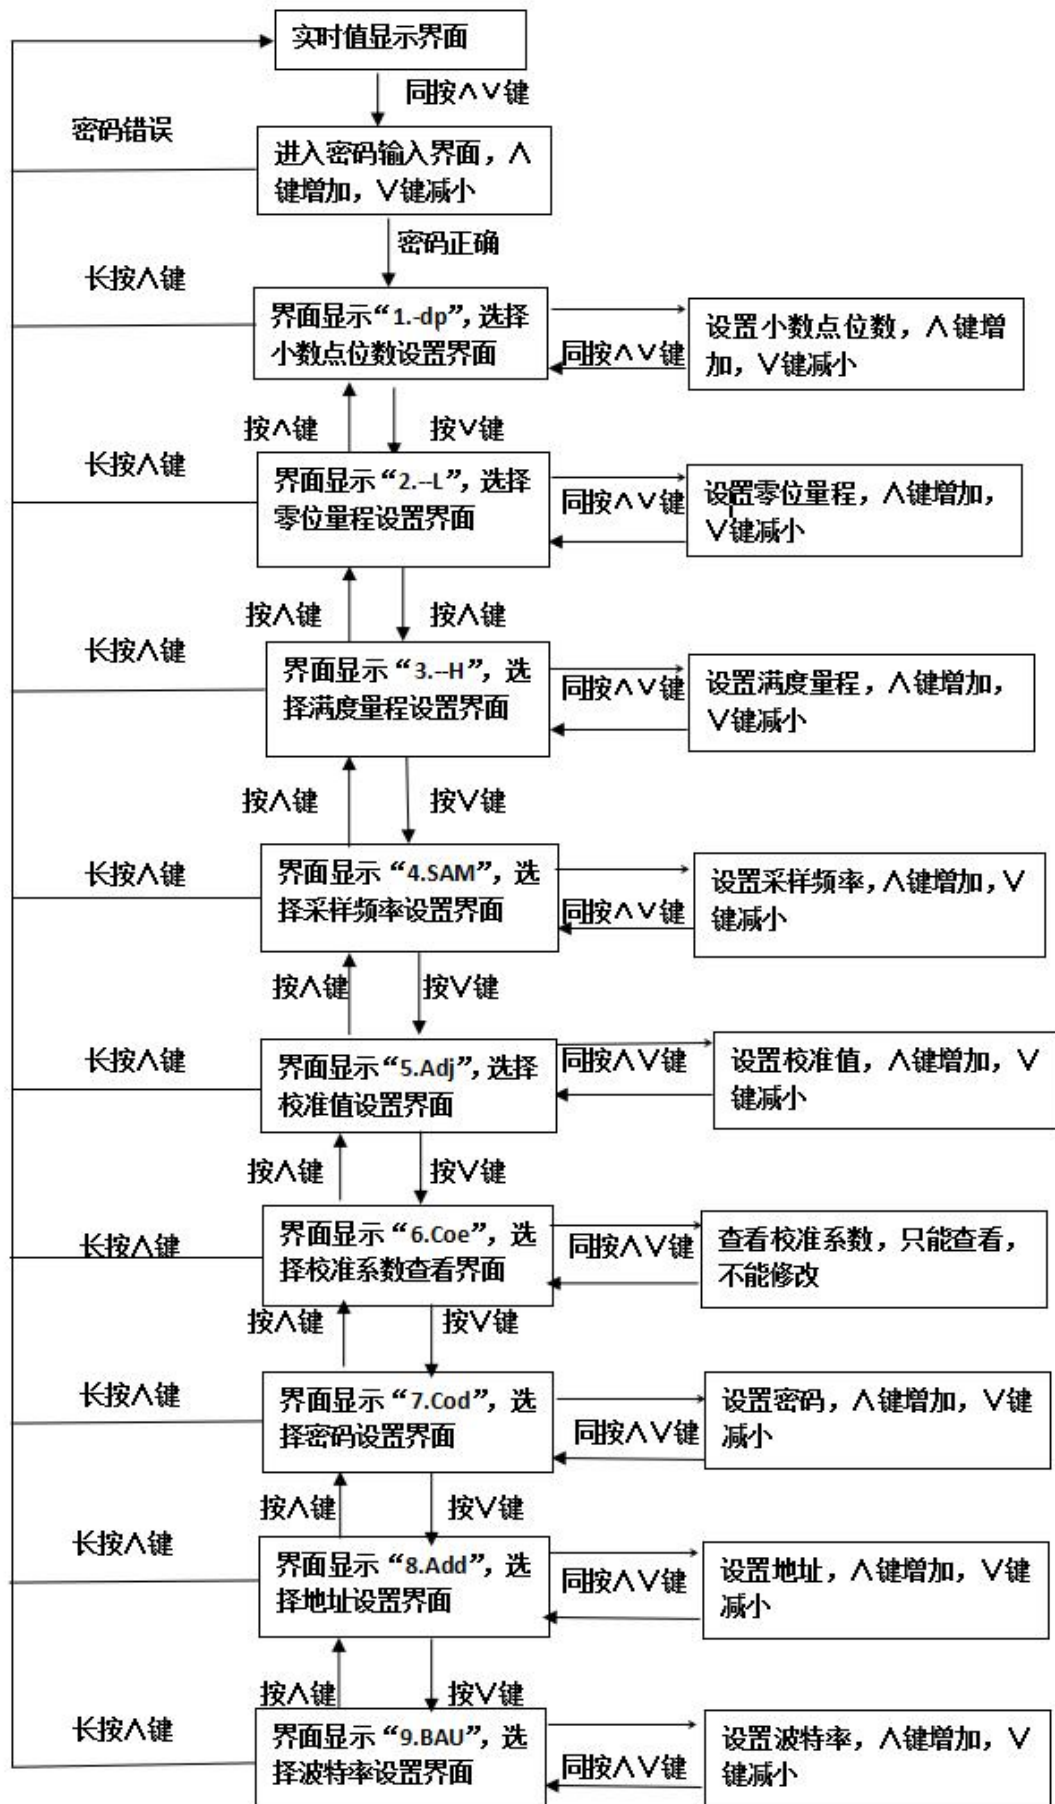 实时值显示界面
同按∧∨键
密码错误
进入密码输入界面，∧
键增加，∨键减小
密码正确
长按∧键
界面显示“1.-dp”，选择
小数点位数设置界面
同按∧∨键
设置小数点位数，∧键增
加，∨键减小
按∧键
按∨键
长按∧键
界面显示“2.--L”，选择
零位量程设置界面
同按∧∨键
设置零位量程，∧键增加，
∨键减小
按∧键
按∧键
长按∧键
界面显示“3.--H”，选
择满度量程设置界面
同按∧∨键
设置满度量程，∧键增加，
∨键减小
按∧键
按∨键
长按∧键
界面显示“4.SAM”，选
择采样频率设置界面
同按∧∨键
设置采样频率，∧键增加，∨
键减小
按∧键
按∨键
长按∧键
界面显示“5.Adj”，选择
校准值设置界面
同按∧∨键
设置校准值，∧键增加，∨
键减小
按∧键
按∨键
长按∧键
界面显示“6.Coe”，选
择校准系数查看界面
同按∧∨键
查看校准系数，只能查看，
不能修改
按∧键
按∨键
长按∧键
界面显示“7.Cod”，选
择密码设置界面
同按∧∨键
设置密码，∧键增加，∨键
减小
按∧键
按∨键
长按∧键
界面显示“8.Add”，选
择地址设置界面
同按∧∨键
设置地址，∧键增加，∨键
减小
按∧键
按∨键
长按∧键
界面显示“9.BAU”，选
择波特率设置界面
同按∧∨键
设置波特率，∧键增加，∨
键减小